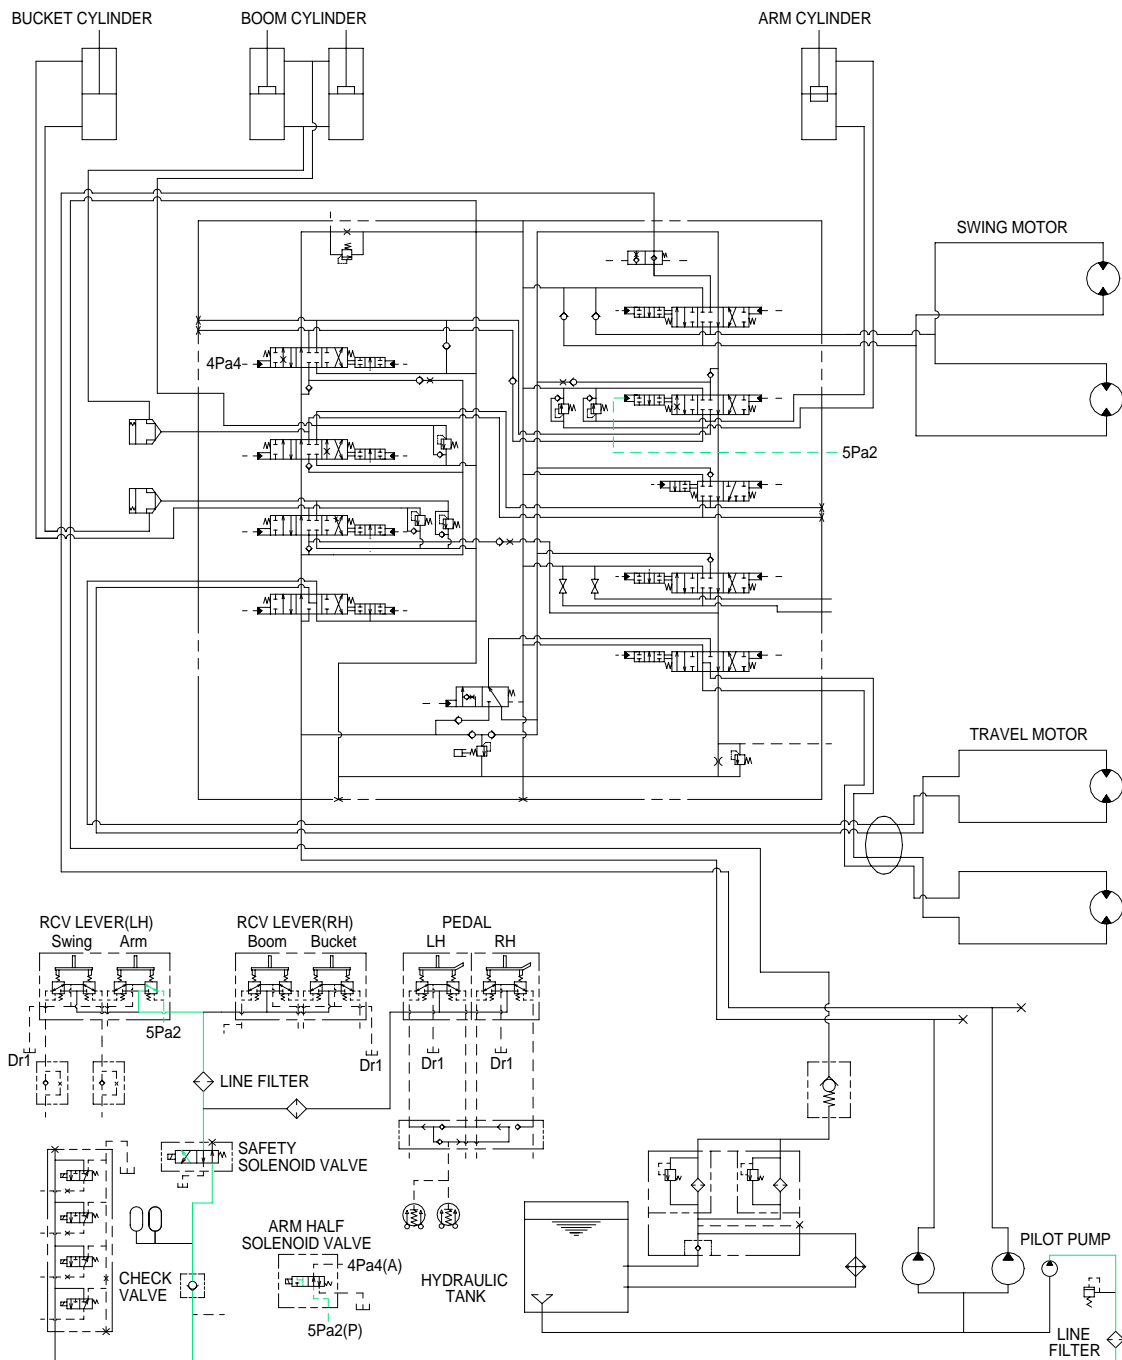 BUCKET CYLINDER
BOOM CYLINDER
ARM CYLINDER
SWING MOTOR
4Pa4
5Pa2
TRAVEL MOTOR
RCV LEVER(LH)
Swing
Arm
RCV LEVER(RH)
Boom
Bucket
PEDAL
LH
RH
5Pa2
Dr1
Dr1
Dr1
Dr1
LINE FILTER
SAFETY
SOLENOID VALVE
ARM HALF
SOLENOID VALVE
4Pa4(A)
CHECK
VALVE
5Pa2(P)
HYDRAULIC
TANK
PILOT PUMP
LINE
FILTER